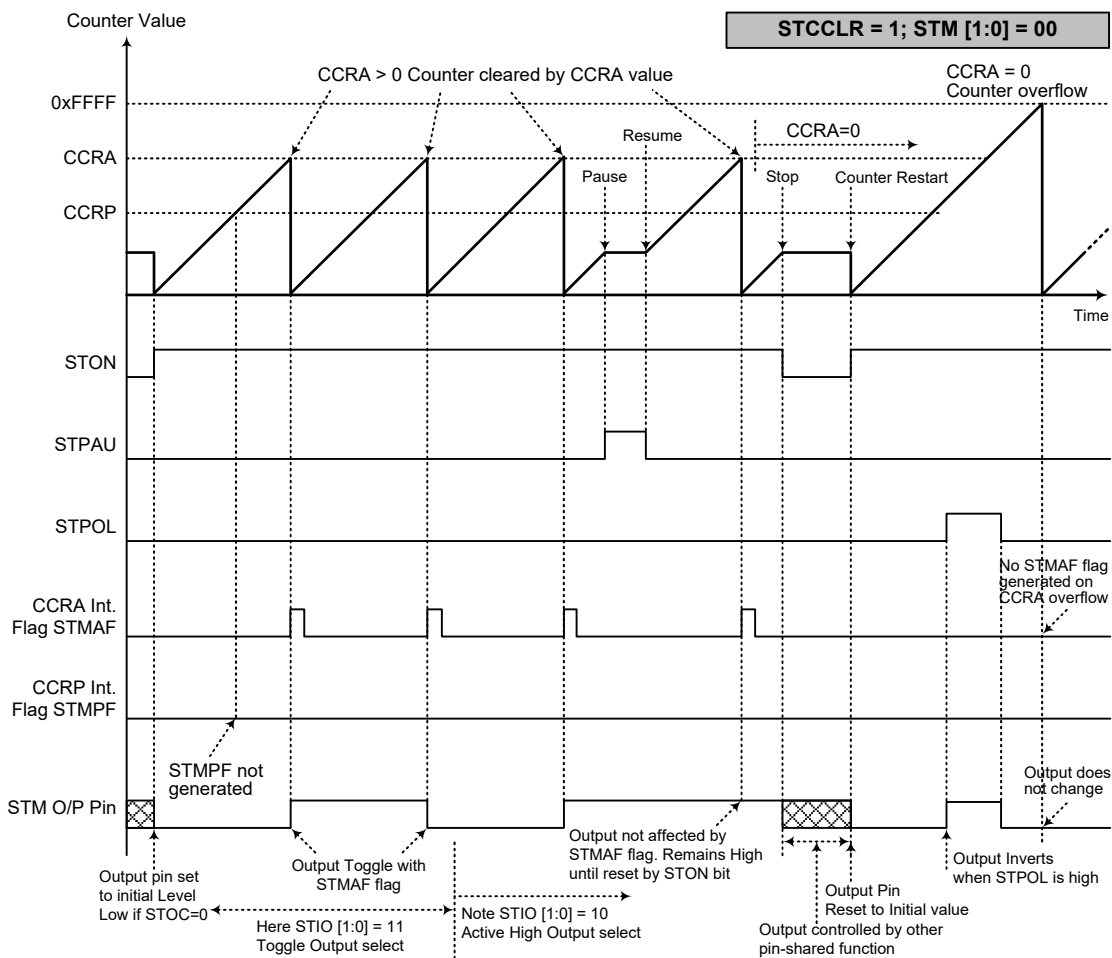 Counter Value
STCCLR = 1; STM [1:0] = 00
CCRA > 0 Counter cleared by CCRA value
CCRA = 0
Counter overflow
0xFFFF
CCRA
CCRP
Resume
CCRA=0
Pause
Stop
Counter Restart
Time
STON
STPAU
STPOL
No STMAF flag
generated on
CCRA overflow
CCRA Int.
Flag STMAF
CCRP Int.
Flag STMPF
STMPF not
generated
Output does
not change
STM O/P Pin
Output pin set
to initial Level
Low if STOC=0
Output Toggle with
STMAF flag
Here STIO [1:0] = 11
Toggle Output select
Note STIO [1:0] = 10
Active High Output select
Output not affected by
STMAF flag. Remains High
until reset by STON bit
Output Pin
Reset to Initial value
Output controlled by other
pin-shared function
Output Inverts
when STPOL is high